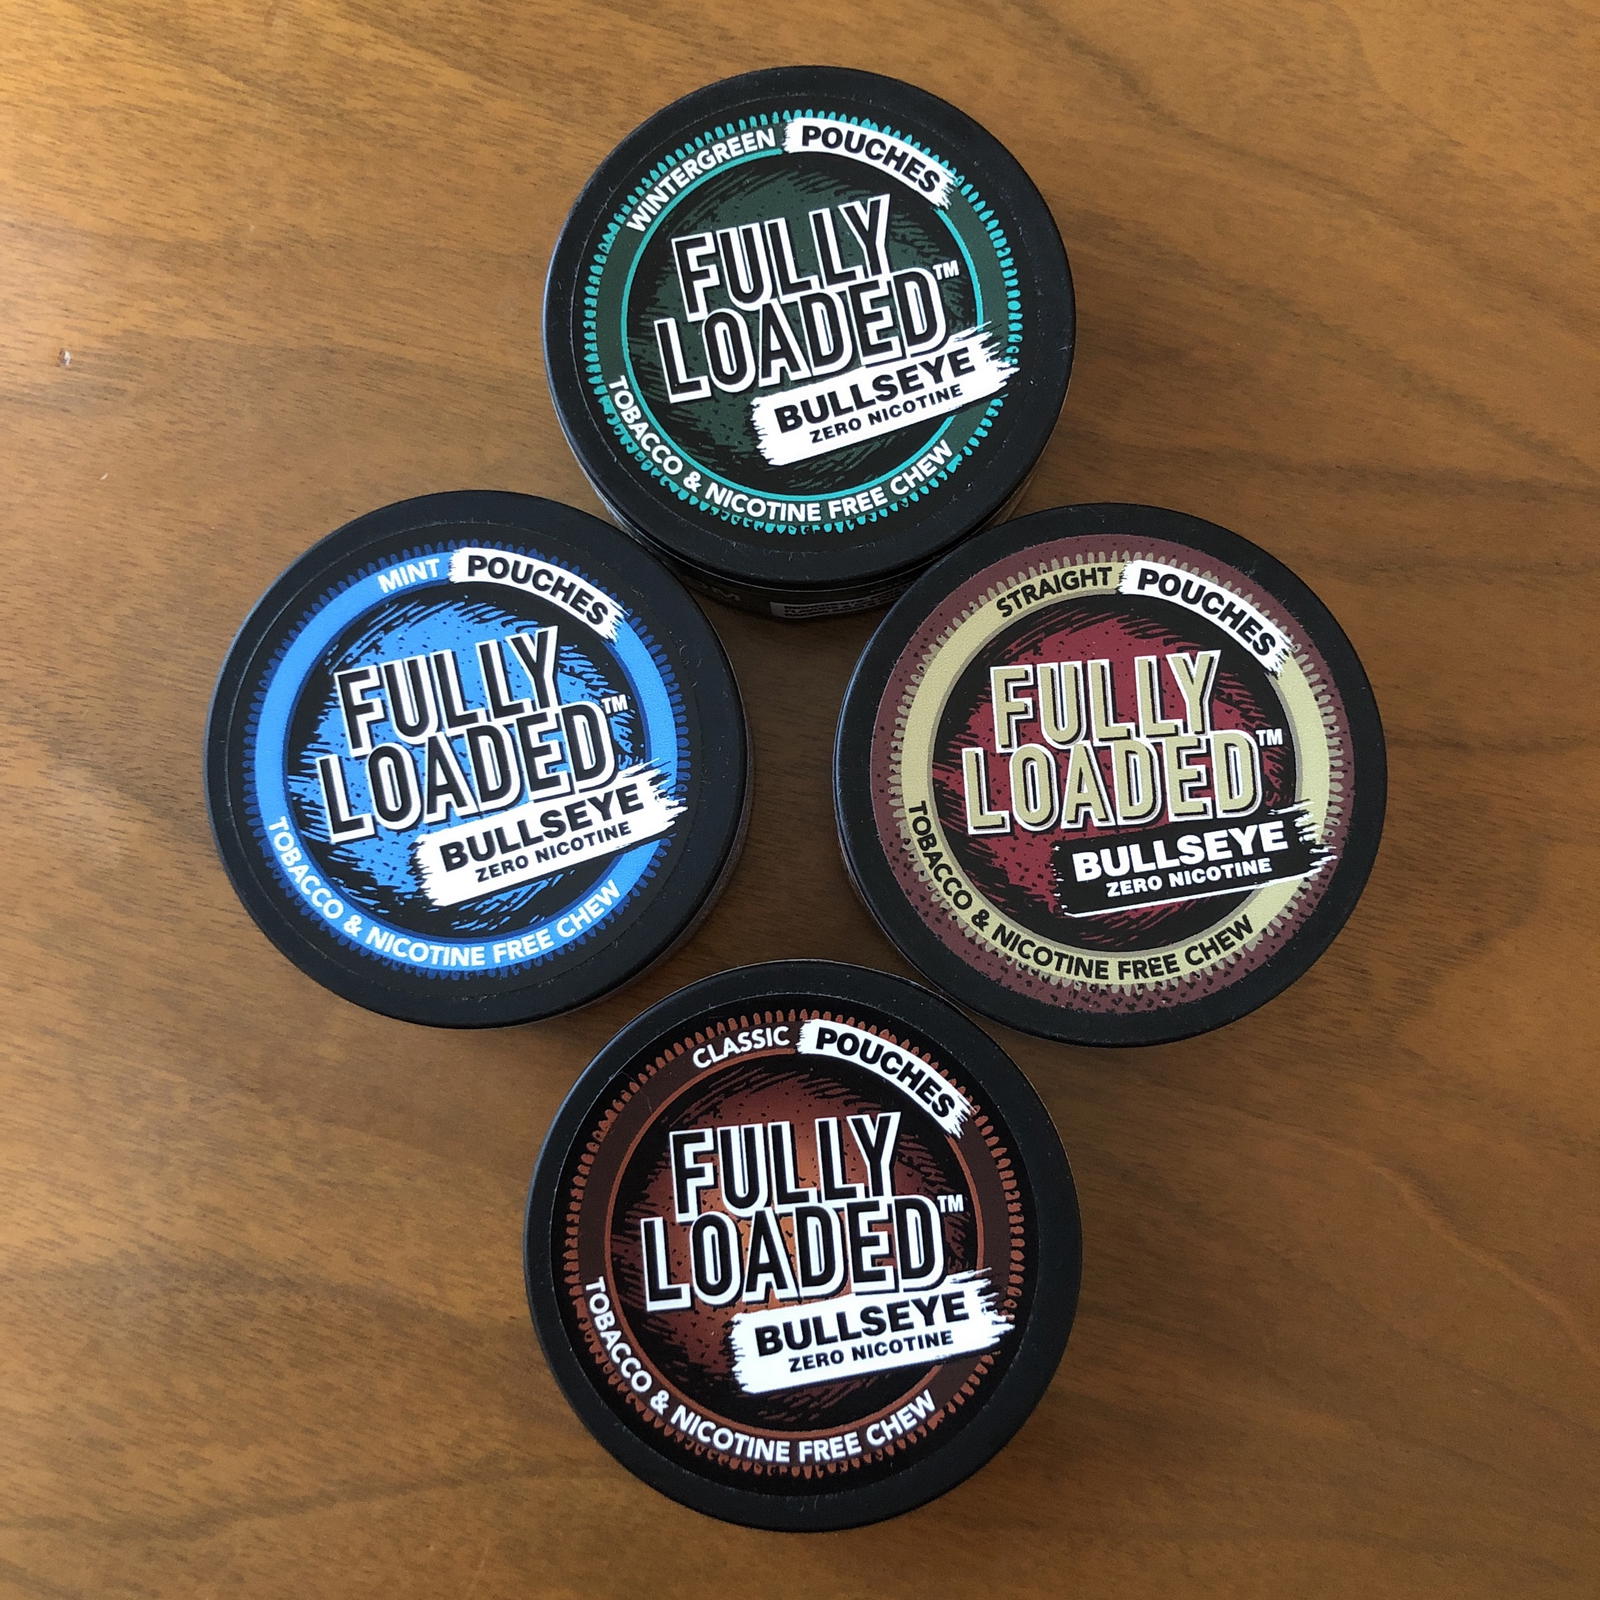 WINTERGREEN POUCHES
FULLY
LOADED™
BULLSEYE
ZERO NICOTINE
TOBACCO & NICOTINE FREE CHEW
MINT POUCHES
FULLY
LOADED™
BULLSEYE
ZERO NICOTINE
TOBACCO & NICOTINE FREE CHEW
STRAIGHT POUCHES
FULLY
LOADED™
BULLSEYE
ZERO NICOTINE
TOBACCO & NICOTINE FREE CHEW
CLASSIC POUCHES
FULLY
LOADED™
BULLSEYE
ZERO NICOTINE
TOBACCO & NICOTINE FREE CHEW